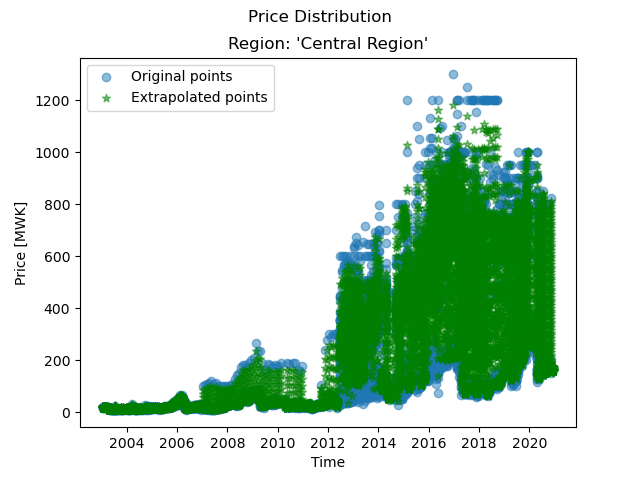 Price Distribution
Region: 'Central Region'
Original points
Extrapolated points
1200
1000
800
600
400
200
0
Price [MWK]
2004 2006 2008 2010 2012 2014 2016 2018 2020
Time